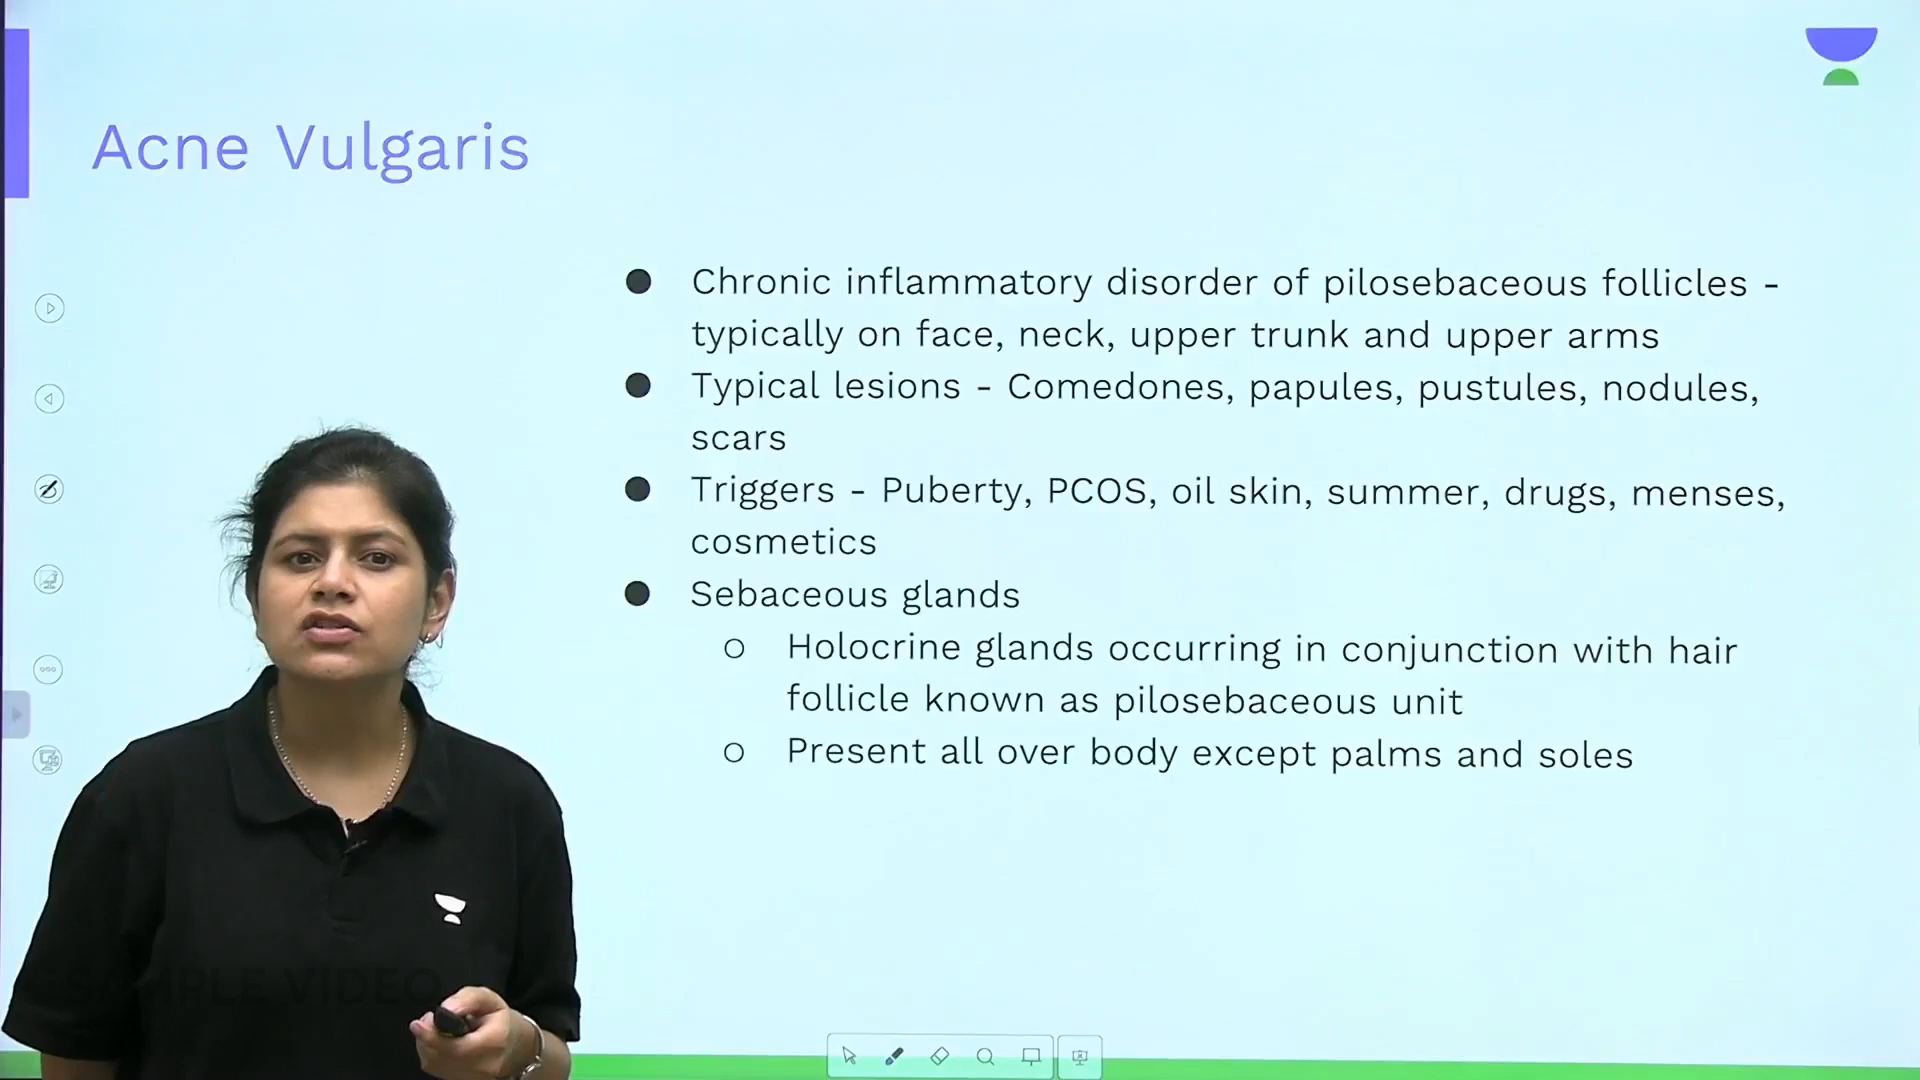 Acne Vulgaris
● Chronic inflammatory disorder of pilosebaceous follicles -
typically on face, neck, upper trunk and upper arms
● Typical lesions - Comedones, papules, pustules, nodules,
scars
● Triggers - Puberty, PCOS, oil skin, summer, drugs, menses,
cosmetics
● Sebaceous glands
○ Holocrine glands occurring in conjunction with hair
follicle known as pilosebaceous unit
○ Present all over body except palms and soles
SAMPLE VIDEO